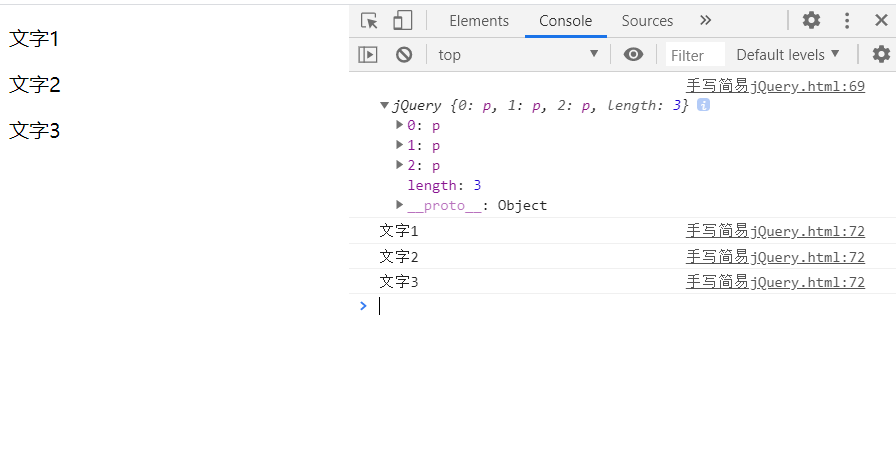 文字1
文字2
文字3
Elements Console Sources »
top Filter Default levels ▼
手写简易jQuery.html:69
jQuery {0: p, 1: p, 2: p, length: 3}
0: p
1: p
2: p
length: 3
__proto__: Object
文字1 手写简易jQuery.html:72
文字2 手写简易jQuery.html:72
文字3 手写简易jQuery.html:72
>